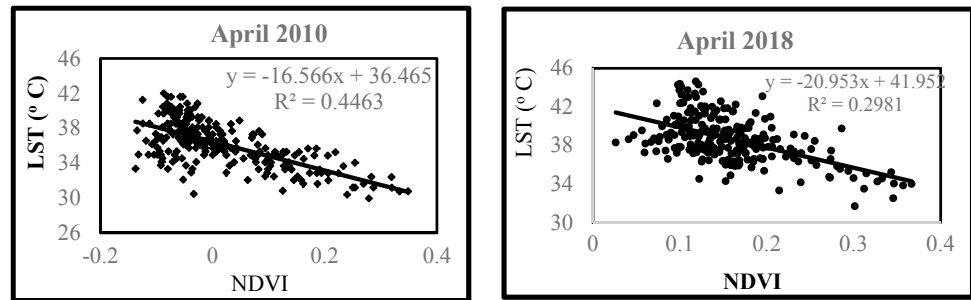 April 2010
y = -16.566x + 36.465
R² = 0.4463
LST (° C)
46
42
38
34
30
26
-0.2
0
0.2
0.4
NDVI
April 2018
y = -20.953x + 41.952
R² = 0.2981
LST (° C)
46
42
38
34
30
0
0.1
0.2
0.3
0.4
NDVI